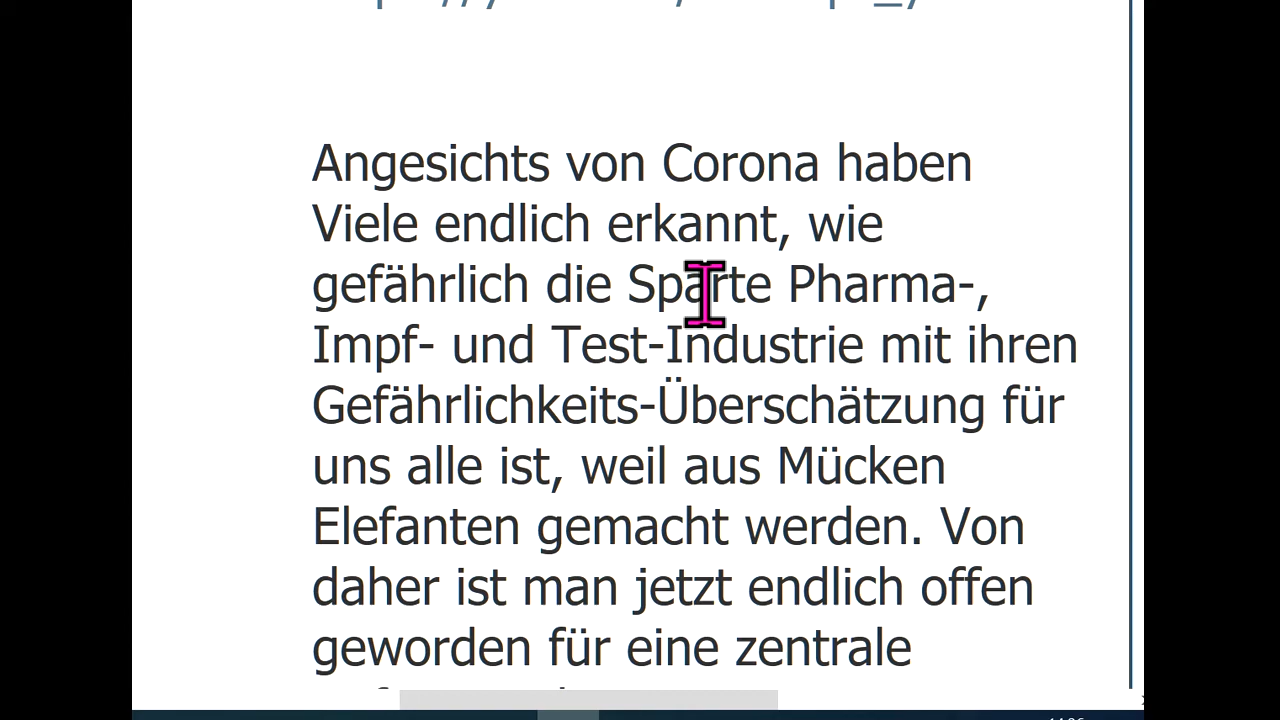 Angesichts von Corona haben
Viele endlich erkannt, wie
gefährlich die Sparte Pharma-,
Impf- und Test-Industrie mit ihren
Gefährlichkeits-Überschätzung für
uns alle ist, weil aus Mücken
Elefanten gemacht werden. Von
daher ist man jetzt endlich offen
geworden für eine zentrale